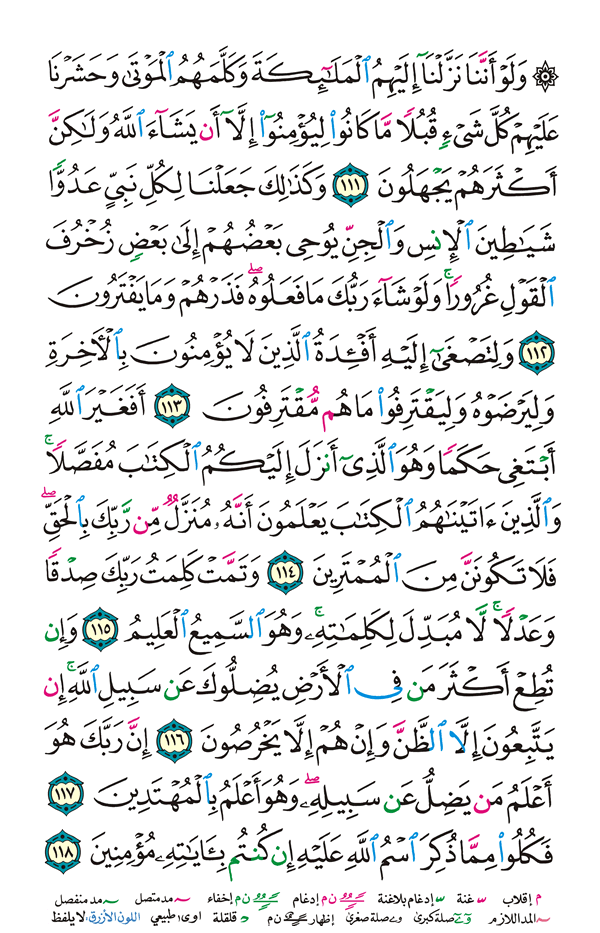 ۞ وَلَوْ أَنَّنَا نَزَّلْنَا إِلَيْهِمُ ٱلْمَلَٰٓئِكَةَ وَكَلَّمَهُمُ ٱلْمَوْتَىٰ وَحَشَرْنَا
عَلَيْهِمْ كُلَّ شَىْءٍ قُبُلًا مَّا كَانُوا۟ لِيُؤْمِنُوٓا۟ إِلَّآ أَن يَشَآءَ ٱللَّهُ وَلَٰكِنَّ
أَكْثَرَهُمْ يَجْهَلُونَ ١١١ وَكَذَٰلِكَ جَعَلْنَا لِكُلِّ نَبِىٍّ عَدُوًّا
شَيَٰطِينَ ٱلْإِنسِ وَٱلْجِنِّ يُوحِى بَعْضُهُمْ إِلَىٰ بَعْضٍ زُخْرُفَ
ٱلْقَوْلِ غُرُورًا ۚ وَلَوْ شَآءَ رَبُّكَ مَا فَعَلُوهُ ۖ فَذَرْهُمْ وَمَا يَفْتَرُونَ
١١٢ وَلِتَصْغَىٰٓ إِلَيْهِ أَفْـِٔدَةُ ٱلَّذِينَ لَا يُؤْمِنُونَ بِٱلْـَٔاخِرَةِ
وَلِيَرْضَوْهُ وَلِيَقْتَرِفُوا۟ مَا هُم مُّقْتَرِفُونَ ١١٣ أَفَغَيْرَ ٱللَّهِ
أَبْتَغِى حَكَمًا وَهُوَ ٱلَّذِىٓ أَنزَلَ إِلَيْكُمُ ٱلْكِتَٰبَ مُفَصَّلًا ۚ
وَٱلَّذِينَ ءَاتَيْنَٰهُمُ ٱلْكِتَٰبَ يَعْلَمُونَ أَنَّهُۥ مُنَزَّلٌ مِّن رَّبِّكَ بِٱلْحَقِّ ۖ
فَلَا تَكُونَنَّ مِنَ ٱلْمُمْتَرِينَ ١١٤ وَتَمَّتْ كَلِمَتُ رَبِّكَ صِدْقًا
وَعَدْلًا ۚ لَّا مُبَدِّلَ لِكَلِمَٰتِهِۦ ۚ وَهُوَ ٱلسَّمِيعُ ٱلْعَلِيمُ ١١٥ وَإِن
تُطِعْ أَكْثَرَ مَن فِى ٱلْأَرْضِ يُضِلُّوكَ عَن سَبِيلِ ٱللَّهِ ۚ إِن
يَتَّبِعُونَ إِلَّا ٱلظَّنَّ وَإِنْ هُمْ إِلَّا يَخْرُصُونَ ١١٦ إِنَّ رَبَّكَ هُوَ
أَعْلَمُ مَن يَضِلُّ عَن سَبِيلِهِۦ ۖ وَهُوَ أَعْلَمُ بِٱلْمُهْتَدِينَ ١١٧
فَكُلُوا۟ مِمَّا ذُكِرَ ٱسْمُ ٱللَّهِ عَلَيْهِ إِن كُنتُم بِـَٔايَٰتِهِۦ مُؤْمِنِينَ ١١٨
م إقلاب غنة إدغام بلاغنة ن م إدغام ن م إخفاء مد متصل مد منفصل
المد اللازم صلة كبرى صلة صغرى إظهار ن م قلقلة اوى: طبيعي اللون الأزرق: لا يلفظ